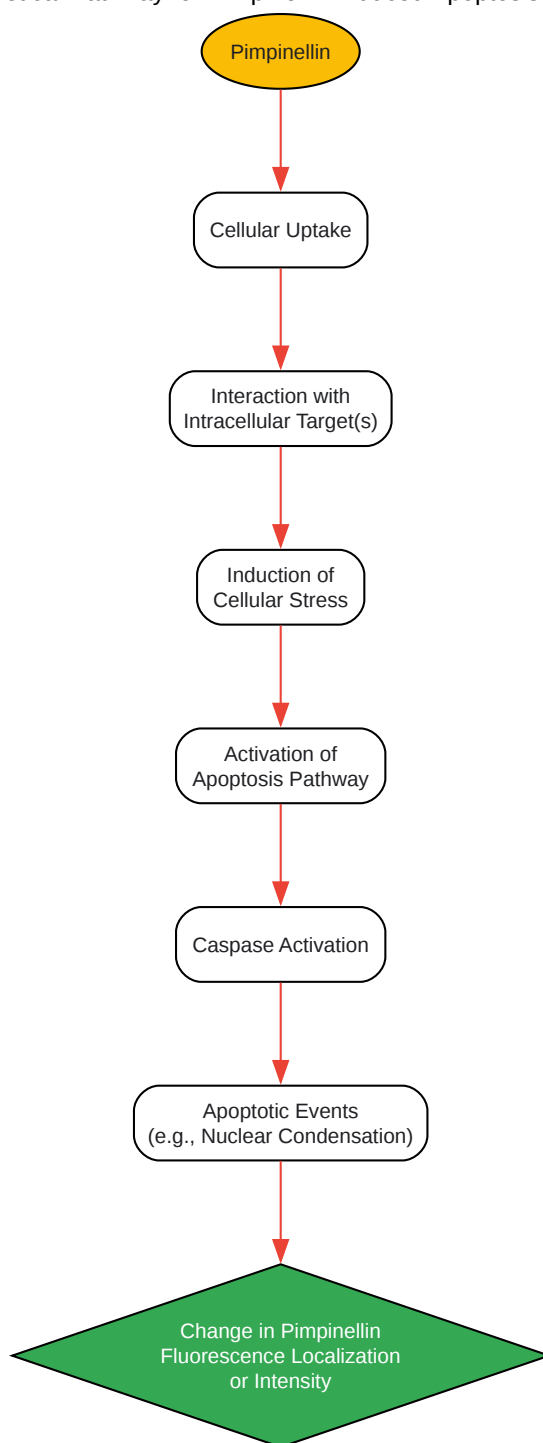 Pimpinellin
Cellular Uptake
Interaction with
Intracellular Target(s)
Induction of
Cellular Stress
Activation of
Apoptosis Pathway
Caspase Activation
Apoptotic Events
(e.g., Nuclear Condensation)
Change in Pimpinellin
Fluorescence Localization
or Intensity